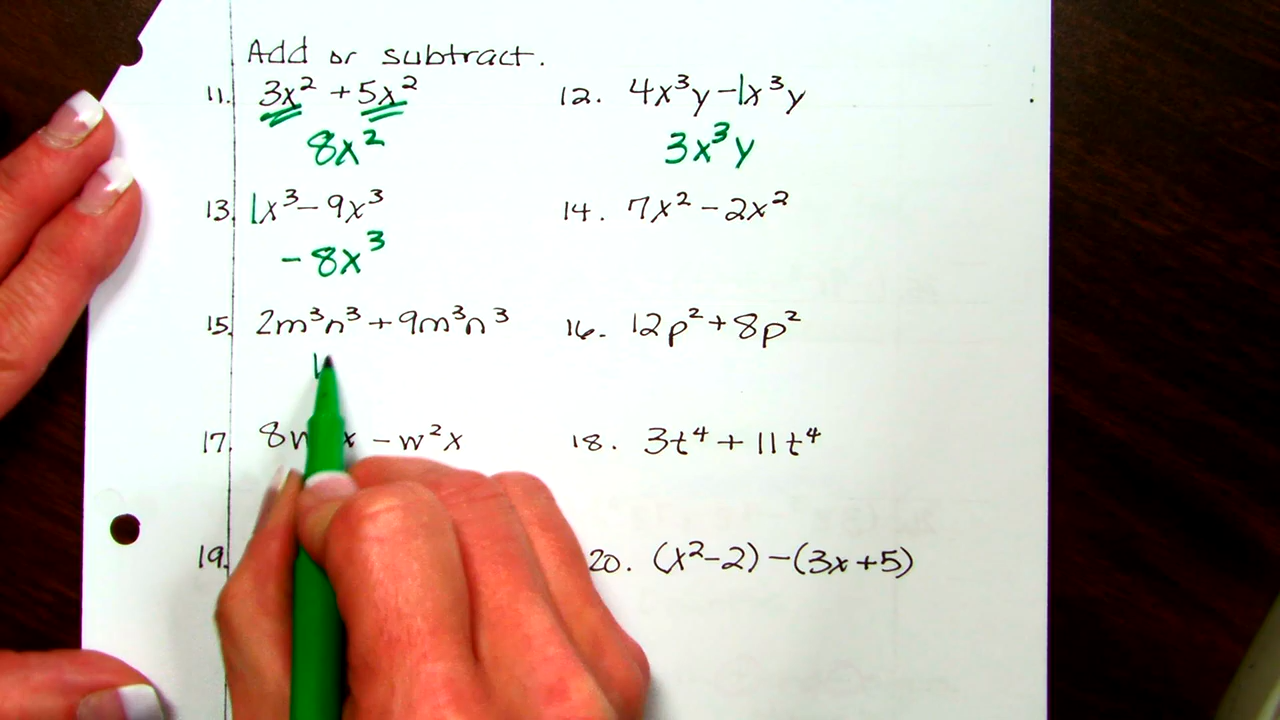 Add or subtract.
11. 3x² + 5x²
8x²
12. 4x³y - 1x³y
3x³y
13. 1x³ - 9x³
-8x³
14. 7x² - 2x²
15. 2m³n³ + 9m³n³
16. 12p² + 8p²
17. 8w x - w²x
18. 3t⁴ + 11t⁴
19.
20. (x² - 2) - (3x + 5)